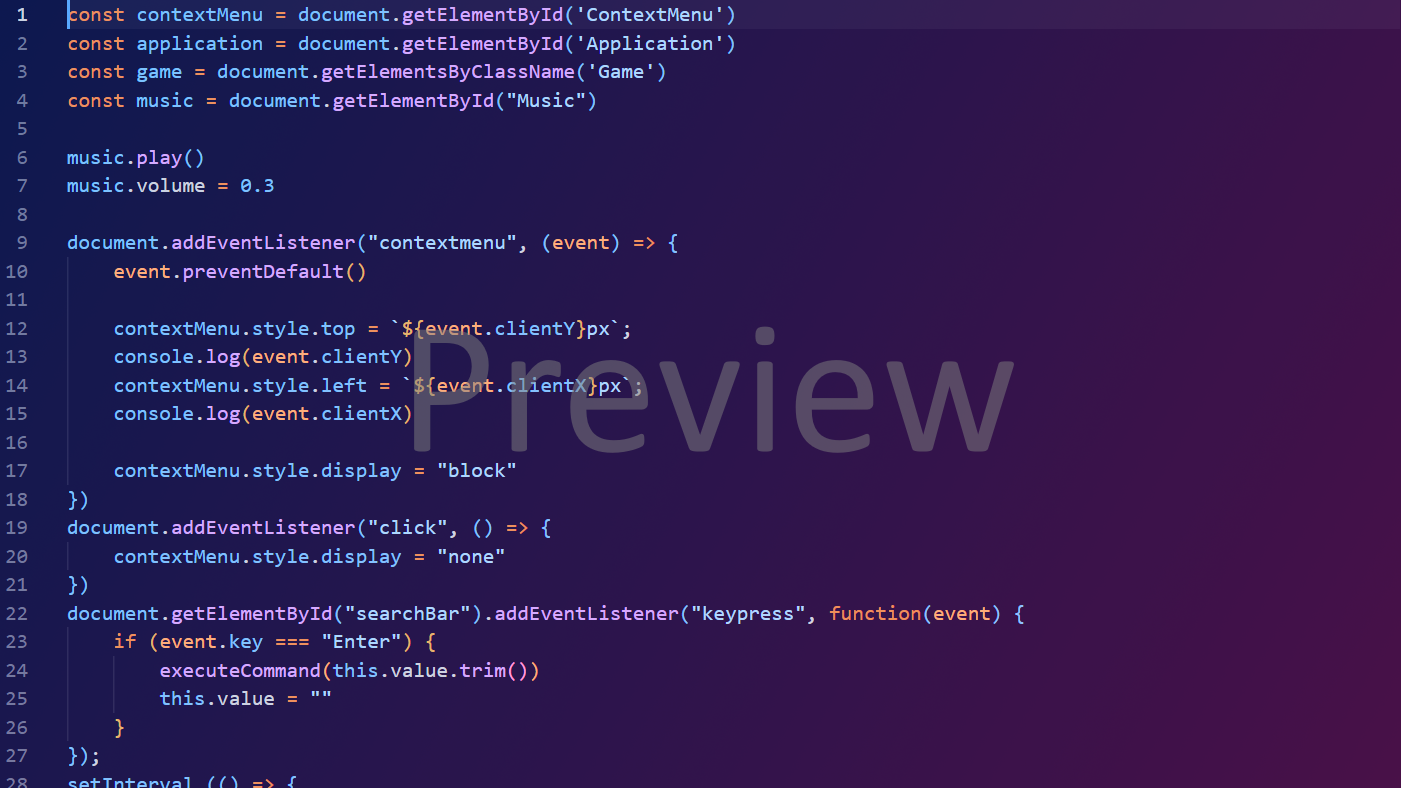 1 const contextMenu = document.getElementById('ContextMenu')
2 const application = document.getElementById('Application')
3 const game = document.getElementsByClassName('Game')
4 const music = document.getElementById("Music")
5
6 music.play()
7 music.volume = 0.3
8
9 document.addEventListener("contextmenu", (event) => {
10     event.preventDefault()
11
12     contextMenu.style.top = `${event.clientY}px`;
13     console.log(event.clientY)
14     contextMenu.style.left = `${event.clientX}px`;
15     console.log(event.clientX)
16
17     contextMenu.style.display = "block"
18 })
19 document.addEventListener("click", () => {
20     contextMenu.style.display = "none"
21 })
22 document.getElementById("searchBar").addEventListener("keypress", function(event) {
23     if (event.key === "Enter") {
24         executeCommand(this.value.trim())
25         this.value = ""
26     }
27 });
28 setInterval (() => {
Preview